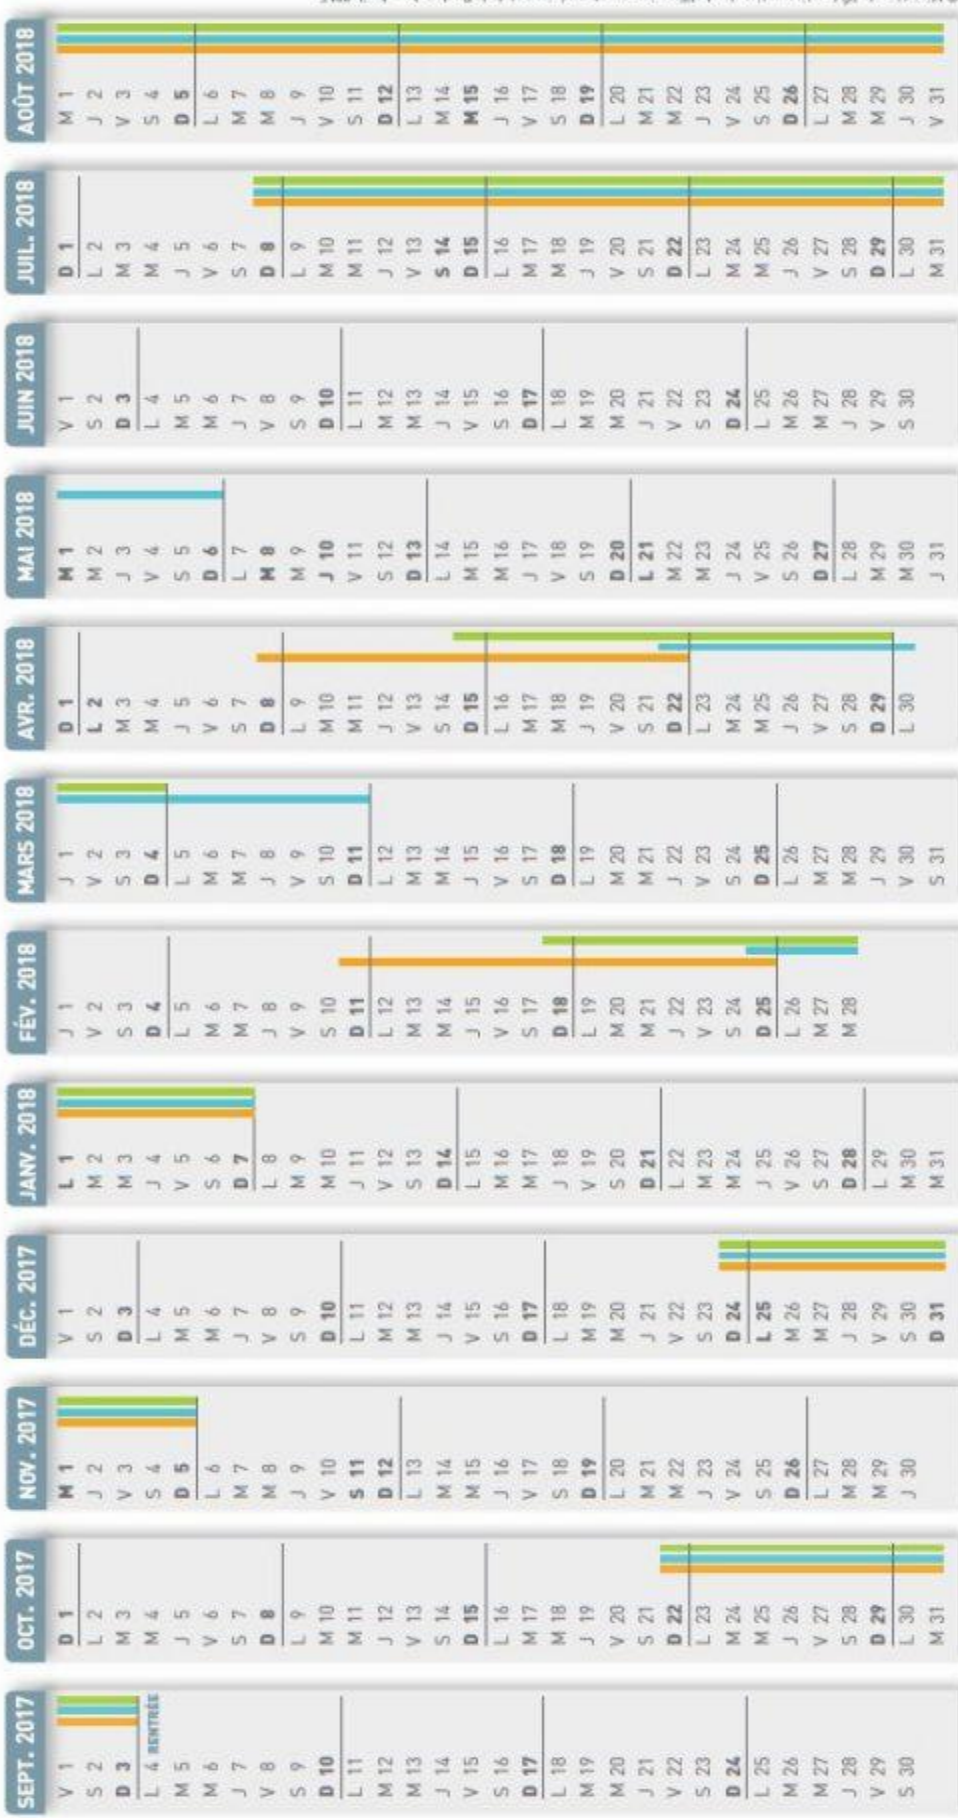 SEPT. 2017
V 1
S 2
D 3
L 4 RENTRÉE
M 5
M 6
J 7
V 8
S 9
D 10
L 11
M 12
M 13
J 14
V 15
S 16
D 17
L 18
M 19
M 20
J 21
V 22
S 23
D 24
L 25
M 26
M 27
J 28
V 29
S 30
OCT. 2017
D 1
L 2
M 3
M 4
J 5
V 6
S 7
D 8
L 9
M 10
M 11
J 12
V 13
S 14
D 15
L 16
M 17
M 18
J 19
V 20
S 21
D 22
L 23
M 24
M 25
J 26
V 27
S 28
D 29
L 30
M 31
NOV. 2017
M 1
J 2
V 3
S 4
D 5
L 6
M 7
M 8
J 9
V 10
S 11
D 12
L 13
M 14
M 15
J 16
V 17
S 18
D 19
L 20
M 21
M 22
J 23
V 24
S 25
D 26
L 27
M 28
M 29
J 30
DÉC. 2017
V 1
S 2
D 3
L 4
M 5
M 6
J 7
V 8
S 9
D 10
L 11
M 12
M 13
J 14
V 15
S 16
D 17
L 18
M 19
M 20
J 21
V 22
S 23
D 24
L 25
M 26
M 27
J 28
V 29
S 30
D 31
JANV. 2018
L 1
M 2
M 3
J 4
V 5
S 6
D 7
L 8
M 9
M 10
J 11
V 12
S 13
D 14
L 15
M 16
M 17
J 18
V 19
S 20
D 21
L 22
M 23
M 24
J 25
V 26
S 27
D 28
L 29
M 30
M 31
FÉV. 2018
J 1
V 2
S 3
D 4
L 5
M 6
M 7
J 8
V 9
S 10
D 11
L 12
M 13
M 14
J 15
V 16
S 17
D 18
L 19
M 20
M 21
J 22
V 23
S 24
D 25
L 26
M 27
M 28
MARS 2018
J 1
V 2
S 3
D 4
L 5
M 6
M 7
J 8
V 9
S 10
D 11
L 12
M 13
M 14
J 15
V 16
S 17
D 18
L 19
M 20
M 21
J 22
V 23
S 24
D 25
L 26
M 27
M 28
J 29
V 30
S 31
AVR. 2018
D 1
L 2
M 3
M 4
J 5
V 6
S 7
D 8
L 9
M 10
M 11
J 12
V 13
S 14
D 15
L 16
M 17
M 18
J 19
V 20
S 21
D 22
L 23
M 24
M 25
J 26
V 27
S 28
D 29
L 30
MAI 2018
M 1
M 2
J 3
V 4
S 5
D 6
L 7
M 8
M 9
J 10
V 11
S 12
D 13
L 14
M 15
M 16
J 17
V 18
S 19
D 20
L 21
M 22
M 23
J 24
V 25
S 26
D 27
L 28
M 29
M 30
J 31
JUIN 2018
V 1
S 2
D 3
L 4
M 5
M 6
J 7
V 8
S 9
D 10
L 11
M 12
M 13
J 14
V 15
S 16
D 17
L 18
M 19
M 20
J 21
V 22
S 23
D 24
L 25
M 26
M 27
J 28
V 29
S 30
JUIL. 2018
D 1
L 2
M 3
M 4
J 5
V 6
S 7
D 8
L 9
M 10
M 11
J 12
V 13
S 14
D 15
L 16
M 17
M 18
J 19
V 20
S 21
D 22
L 23
M 24
M 25
J 26
V 27
S 28
D 29
L 30
M 31
AOÛT 2018
M 1
J 2
V 3
S 4
D 5
L 6
M 7
M 8
J 9
V 10
S 11
D 12
L 13
M 14
M 15
J 16
V 17
S 18
D 19
L 20
M 21
M 22
J 23
V 24
S 25
D 26
L 27
M 28
M 29
J 30
V 31